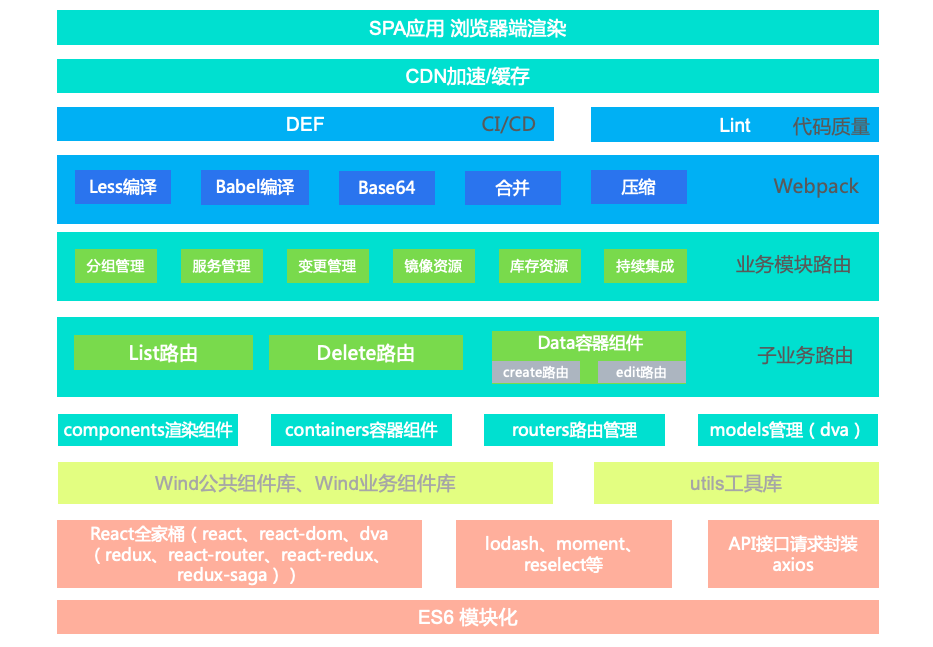 SPA应用 浏览器端渲染
CDN加速/缓存
DEF CI/CD
Lint 代码质量
Less编译 Babel编译 Base64 合并 压缩 Webpack
分组管理 服务管理 变更管理 镜像资源 库存资源 持续集成 业务模块路由
List路由 Delete路由 Data容器组件 子业务路由
create路由 edit路由
components渲染组件 containers容器组件 routers路由管理 models管理（dva）
Wind公共组件库、Wind业务组件库 utils工具库
React全家桶（react、react-dom、dva
（redux、react-router、react-redux、
redux-saga））
lodash、moment、
reselect等
API接口请求封装
axios
ES6 模块化